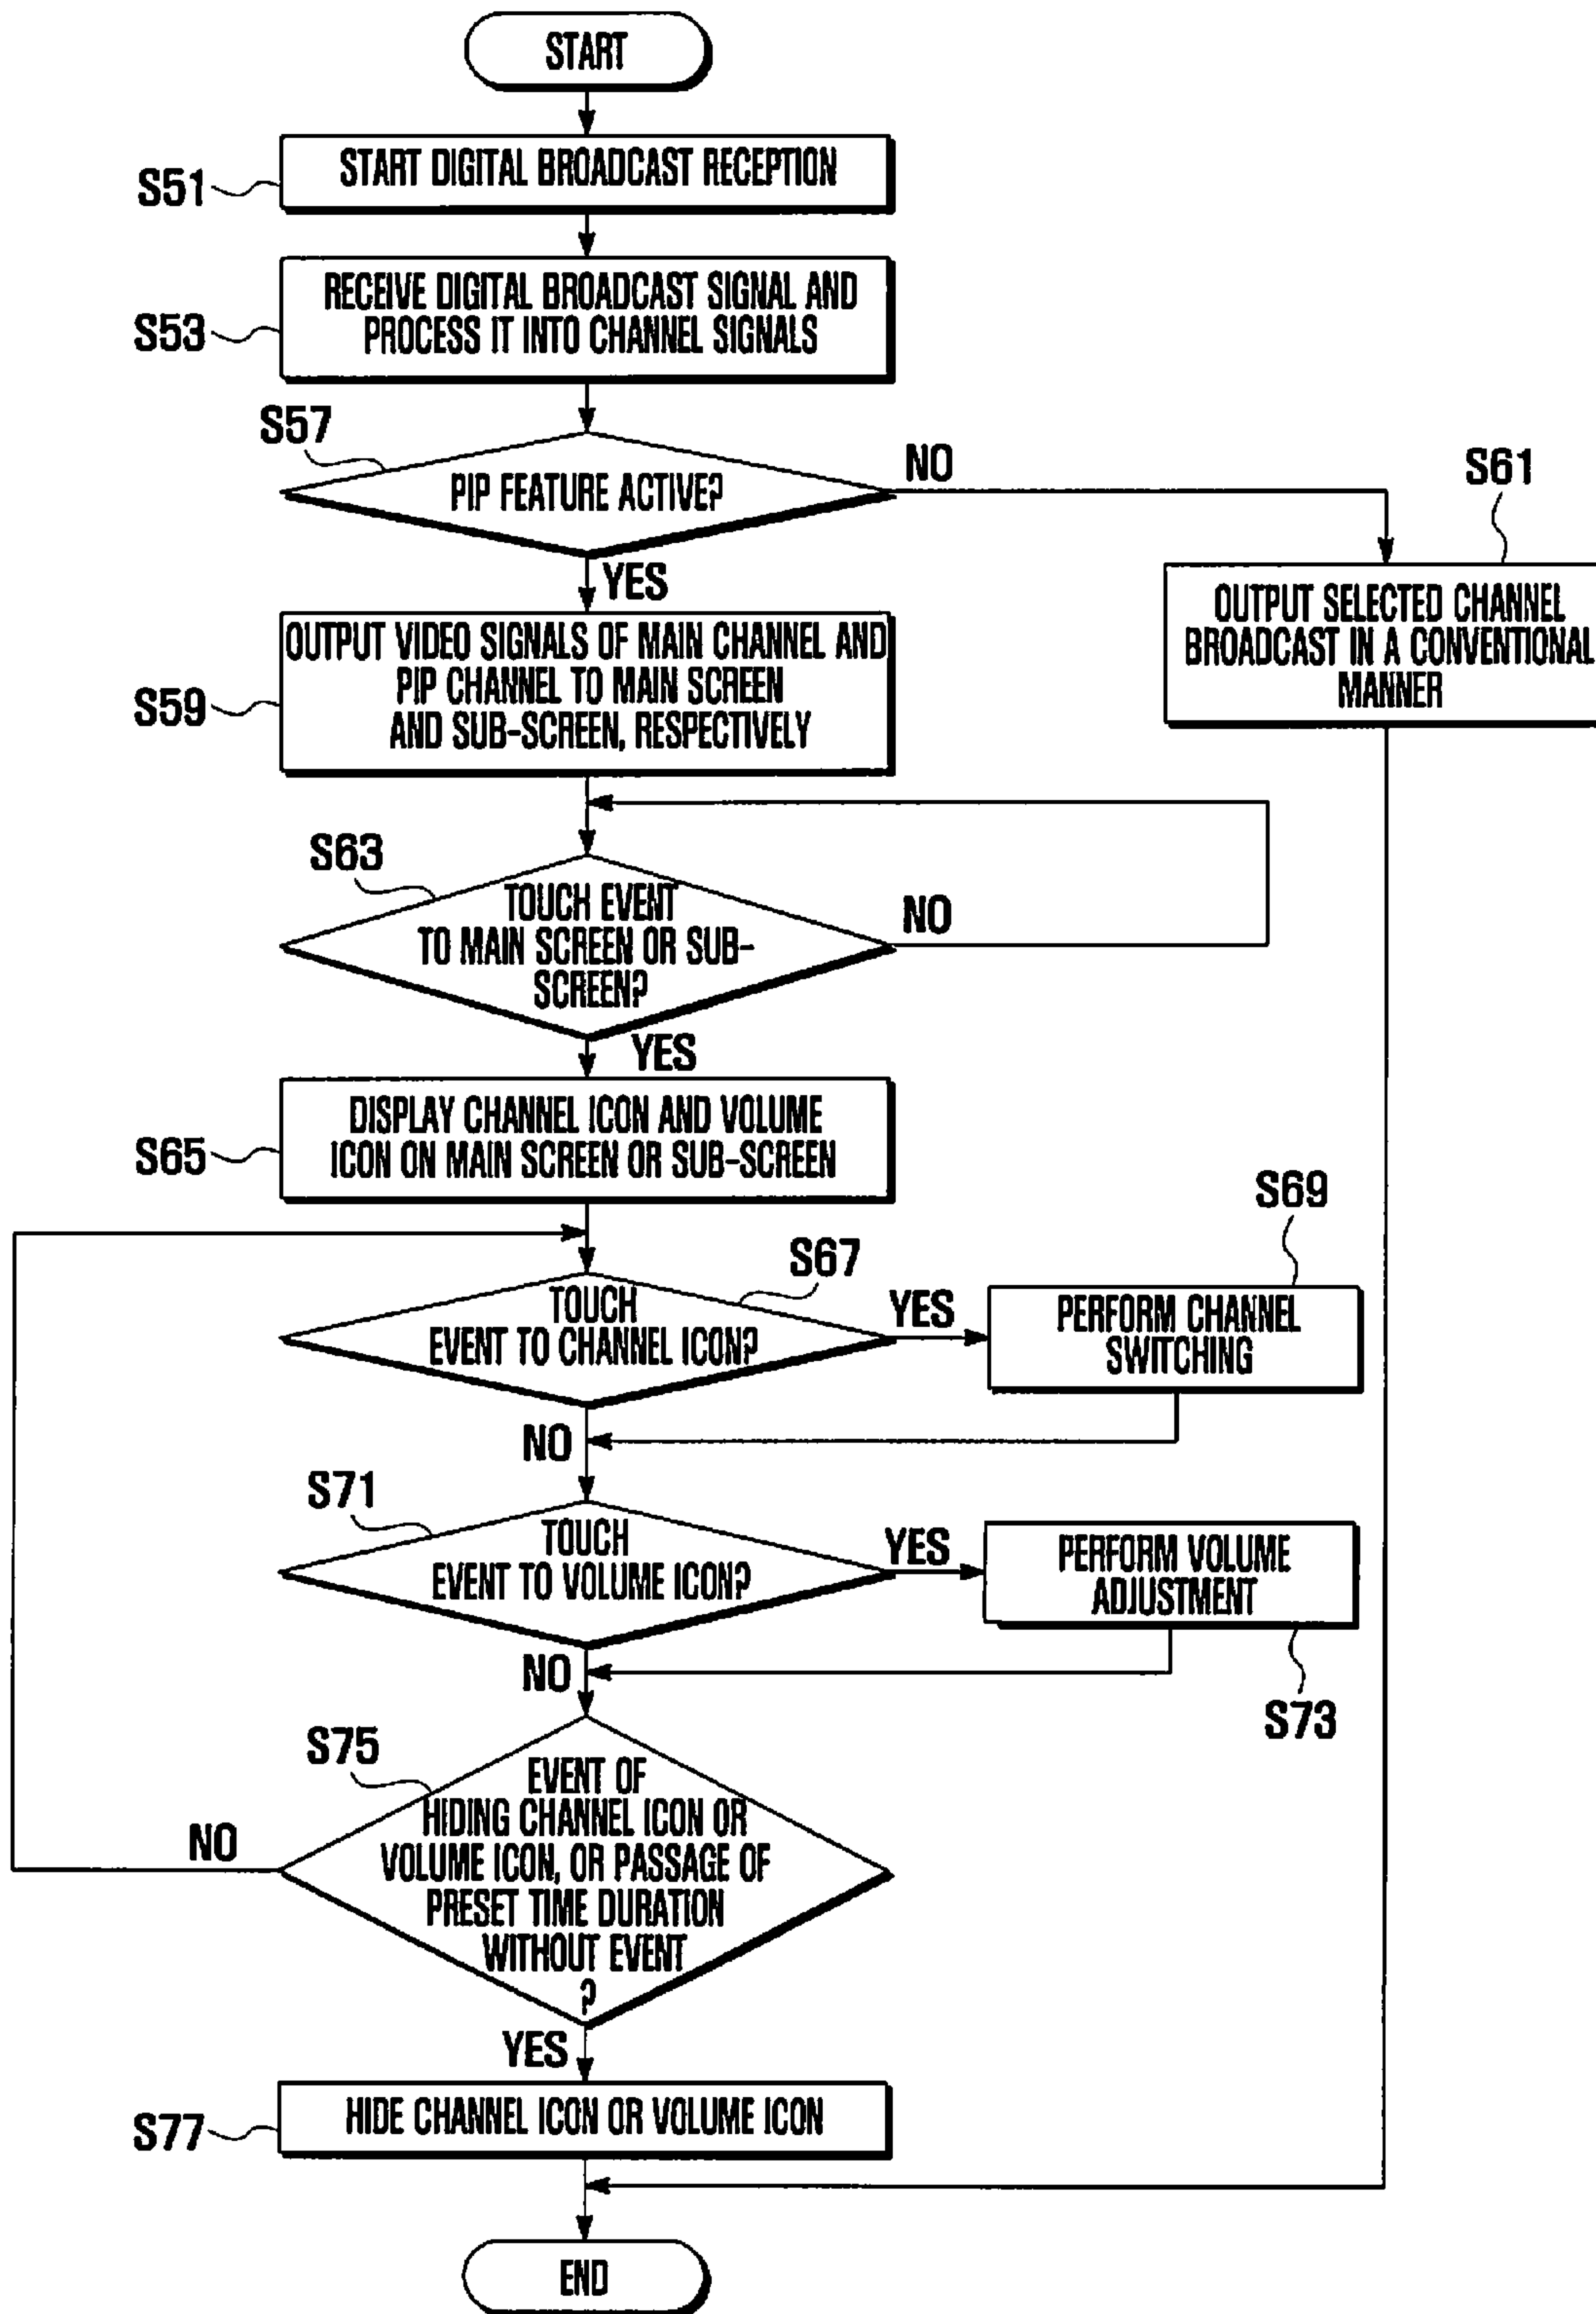 START
S51
START DIGITAL BROADCAST RECEPTION
S53
RECEIVE DIGITAL BROADCAST SIGNAL AND
PROCESS IT INTO CHANNEL SIGNALS
S57
PIP FEATURE ACTIVE?
NO
YES
S61
OUTPUT SELECTED CHANNEL
BROADCAST IN A CONVENTIONAL
MANNER
S59
OUTPUT VIDEO SIGNALS OF MAIN CHANNEL AND
PIP CHANNEL TO MAIN SCREEN
AND SUB-SCREEN, RESPECTIVELY
S63
TOUCH EVENT
TO MAIN SCREEN OR SUB-
SCREEN?
NO
YES
S65
DISPLAY CHANNEL ICON AND VOLUME
ICON ON MAIN SCREEN OR SUB-SCREEN
S67
TOUCH
EVENT TO CHANNEL ICON?
YES
S69
PERFORM CHANNEL
SWITCHING
NO
S71
TOUCH
EVENT TO VOLUME ICON?
YES
PERFORM VOLUME
ADJUSTMENT
S73
NO
S75
EVENT OF
HIDING CHANNEL ICON OR
VOLUME ICON, OR PASSAGE OF
PRESET TIME DURATION
WITHOUT EVENT
?
NO
YES
S77
HIDE CHANNEL ICON OR VOLUME ICON
END